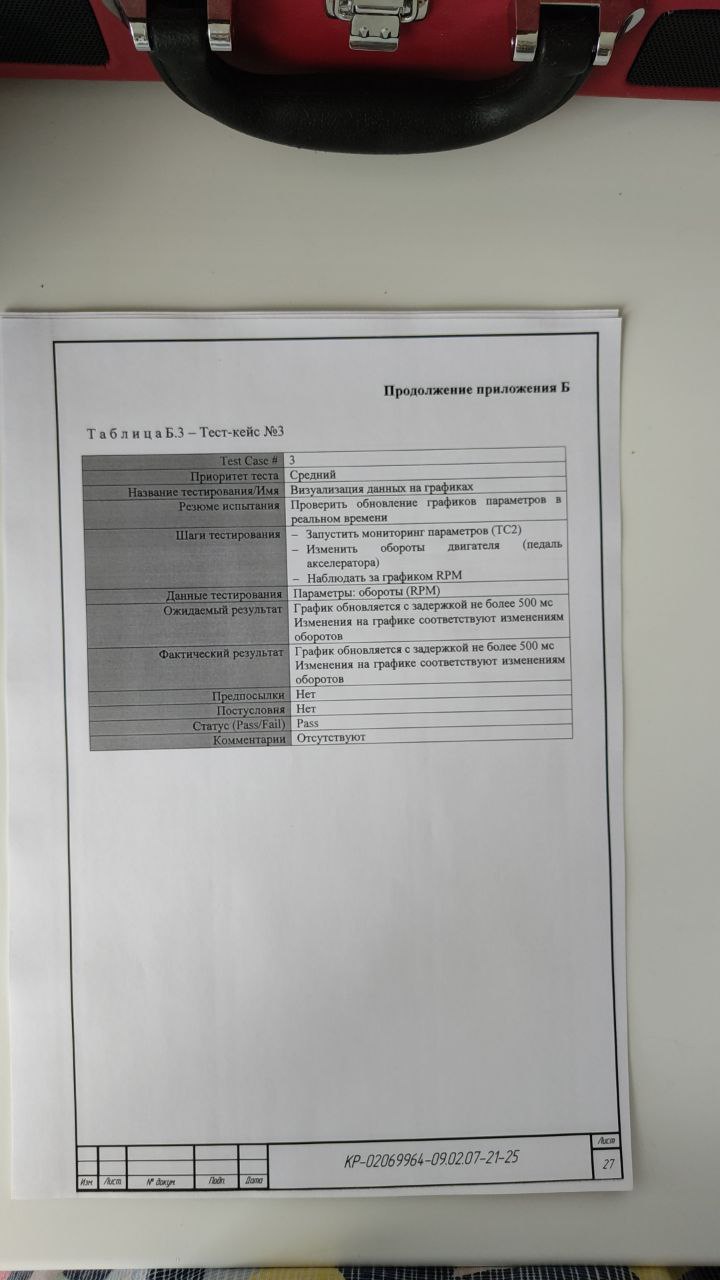 Продолжение приложения Б
Т а б л и ц а Б.3 – Тест-кейс №3
Test Case # 3
Приоритет теста Средний
Название тестирования/Имя Визуализация данных на графиках
Резюме испытания Проверить обновление графиков параметров в
реальном времени
Шаги тестирования – Запустить мониторинг параметров (ТС2)
– Изменить обороты двигателя (педаль
акселератора)
– Наблюдать за графиком RPM
Данные тестирования Параметры: обороты (RPM)
Ожидаемый результат График обновляется с задержкой не более 500 мс
Изменения на графике соответствуют изменениям
оборотов
Фактический результат График обновляется с задержкой не более 500 мс
Изменения на графике соответствуют изменениям
оборотов
Предпосылки Нет
Постусловия Нет
Статус (Pass/Fail) Pass
Комментарии Отсутствуют
КР-02069964-09.02.07-21-25
Лист
27
Изм. Лист № докум. Подп. Дата